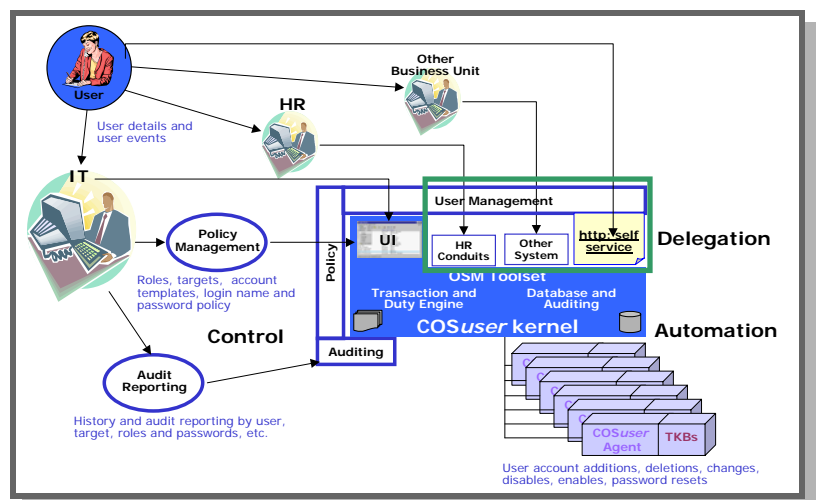 User
Other
Business Unit
HR
User details and
user events
IT
User Management
Policy
Management
Policy
UI
HR
Conduits
Other
System
http: self
service
Delegation
OSM Toolset
Roles, targets, account
templates, login name and
password policy
Transaction and
Duty Engine
Database and
Auditing
Control
COSuser kernel
Automation
Auditing
Audit
Reporting
History and audit reporting by user,
target, roles and passwords, etc.
COSuser
Agent
TKBs
User account additions, deletions, changes,
disables, enables, password resets